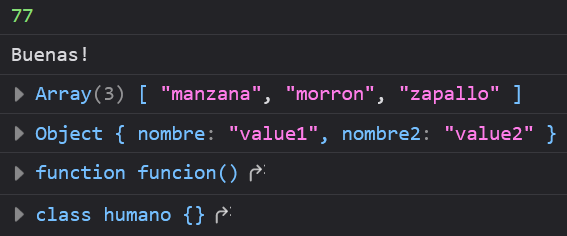 77
Buenas!
Array(3) [ "manzana", "morron", "zapallo" ]
Object { nombre: "value1", nombre2: "value2" }
function funcion()
class humano {}